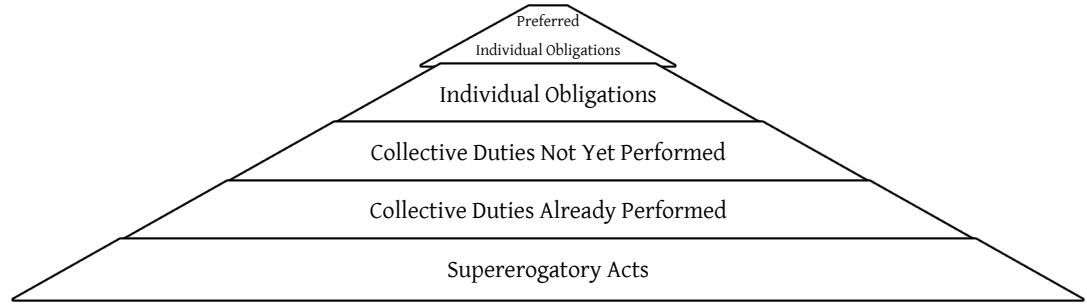 Preferred
Individual Obligations
Individual Obligations
Collective Duties Not Yet Performed
Collective Duties Already Performed
Supererogatory Acts